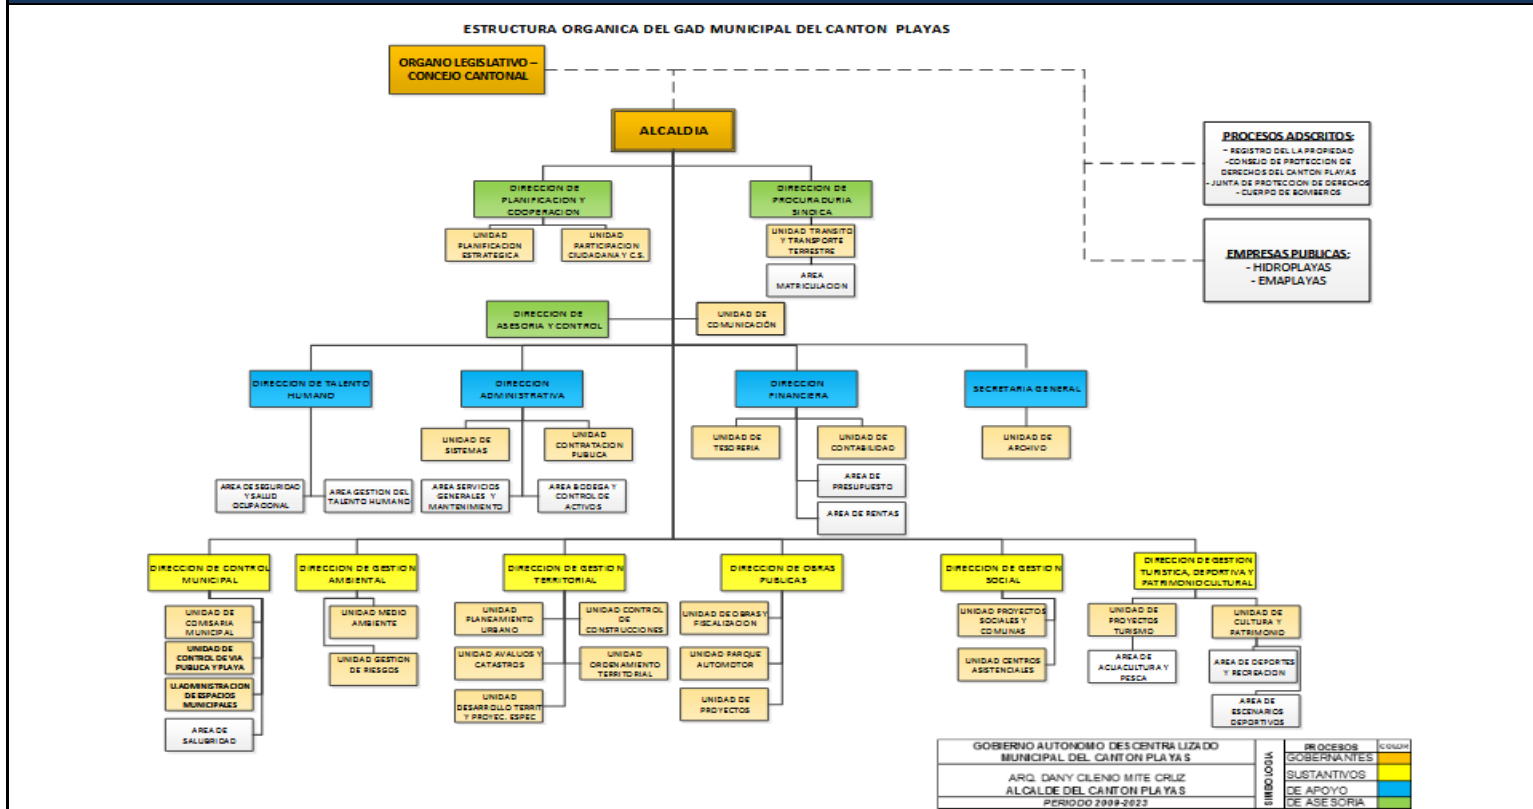 ESTRUCTURA ORGANICA DEL GAD MUNICIPAL DEL CANTON PLAYAS
ORGANO LEGISLATIVO –
CONCEJO CANTONAL
ALCALDIA
PROCESOS ADSCRITOS:
- REGISTRO DEL LA PROPIEDAD
-CONSEJO DE PROTECCION DE
DERECHOS DEL CANTON PLAYAS
- JUNTA DE PROTECCION DE DERECHOS
- CUERPO DE BOMBEROS
EMPRESAS PUBLICAS:
- HIDROPLAYAS
- EMAPLAYAS
DIRECCION DE
PLANIFICACION Y
COOPERACION
DIRECCION DE
PROCURADURIA
SINDICA
UNIDAD
PLANIFICACION
ESTRATEGICA
UNIDAD
PARTICIPACION
CIUDADANA Y C.S.
UNIDAD TRANSITO
Y TRANSPORTE
TERRESTRE
AREA
MATRICULACION
DIRECCION DE
ASESORIA Y CONTROL
UNIDAD DE
COMUNICACIÓN
DIRECCION DE TALENTO
HUMANO
DIRECCION
ADMINISTRATIVA
DIRECCION
FINANCIERA
SECRETARIA GENERAL
UNIDAD DE
SISTEMAS
UNIDAD
CONTRATACION
PUBLICA
UNIDAD DE
TESORERIA
UNIDAD DE
CONTABILIDAD
UNIDAD DE
ARCHIVO
AREA DE SEGURIDAD
Y SALUD
OCUPACIONAL
AREA GESTION DEL
TALENTO HUMANO
AREA SERVICIOS
GENERALES Y
MANTENIMIENTO
AREA BODEGA Y
CONTROL DE
ACTIVOS
AREA DE
PRESUPUESTO
AREA DE RENTAS
DIRECCION DE CONTROL
MUNICIPAL
DIRECCION DE GESTION
AMBIENTAL
DIRECCION DE GESTION
TERRITORIAL
DIRECCION DE OBRAS
PUBLICAS
DIRECCION DE GESTION
SOCIAL
DIRECCION DE GESTION
TURISTICA, DEPORTIVA Y
PATRIMONIO CULTURAL
UNIDAD DE
COMISARIA
MUNICIPAL
UNIDAD DE
CONTROL DE VIA
PUBLICA Y PLAYA
U.ADMINISTRACION
DE ESPACIOS
MUNICIPALES
AREA DE
SALUBRIDAD
UNIDAD MEDIO
AMBIENTE
UNIDAD GESTION
DE RIESGOS
UNIDAD
PLANEAMIENTO
URBANO
UNIDAD CONTROL
DE
CONSTRUCCIONES
UNIDAD AVALUOS Y
CATASTROS
UNIDAD
ORDENAMIENTO
TERRITORIAL
UNIDAD
DESARROLLO TERRIT
Y PROYEC. ESPEC
UNIDAD DE OBRAS Y
FISCALIZACION
UNIDAD PARQUE
AUTOMOTOR
UNIDAD DE
PROYECTOS
UNIDAD PROYECTOS
SOCIALES Y
COMUNAS
UNIDAD CENTROS
ASISTENCIALES
UNIDAD DE
PROYECTOS
TURISMO
AREA DE
ACUACULTURA Y
PESCA
UNIDAD DE
CULTURA Y
PATRIMONIO
AREA DE DEPORTES
Y RECREACION
AREA DE
ESCENARIOS
DEPORTIVOS
GOBIERNO AUTONOMO DESCENTRALIZADO
MUNICIPAL DEL CANTON PLAYAS
ARQ. DANY CILENIO MITE CRUZ
ALCALDE DEL CANTON PLAYAS
PERIODO 2009-2023
SIMBOLOGIA
PROCESOS COLOR
GOBERNANTES
SUSTANTIVOS
DE APOYO
DE ASESORIA